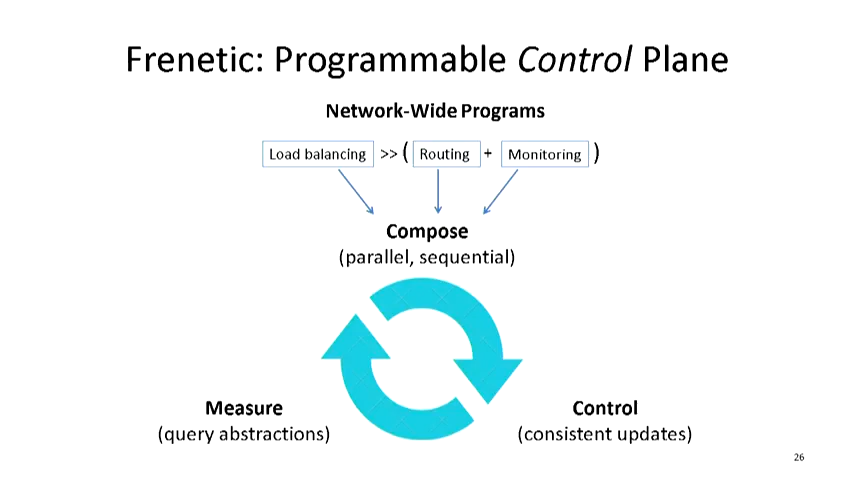 Frenetic: Programmable Control Plane
Network-Wide Programs
Load balancing >> ( Routing + Monitoring )
Compose
(parallel, sequential)
Measure
(query abstractions)
Control
(consistent updates)
26